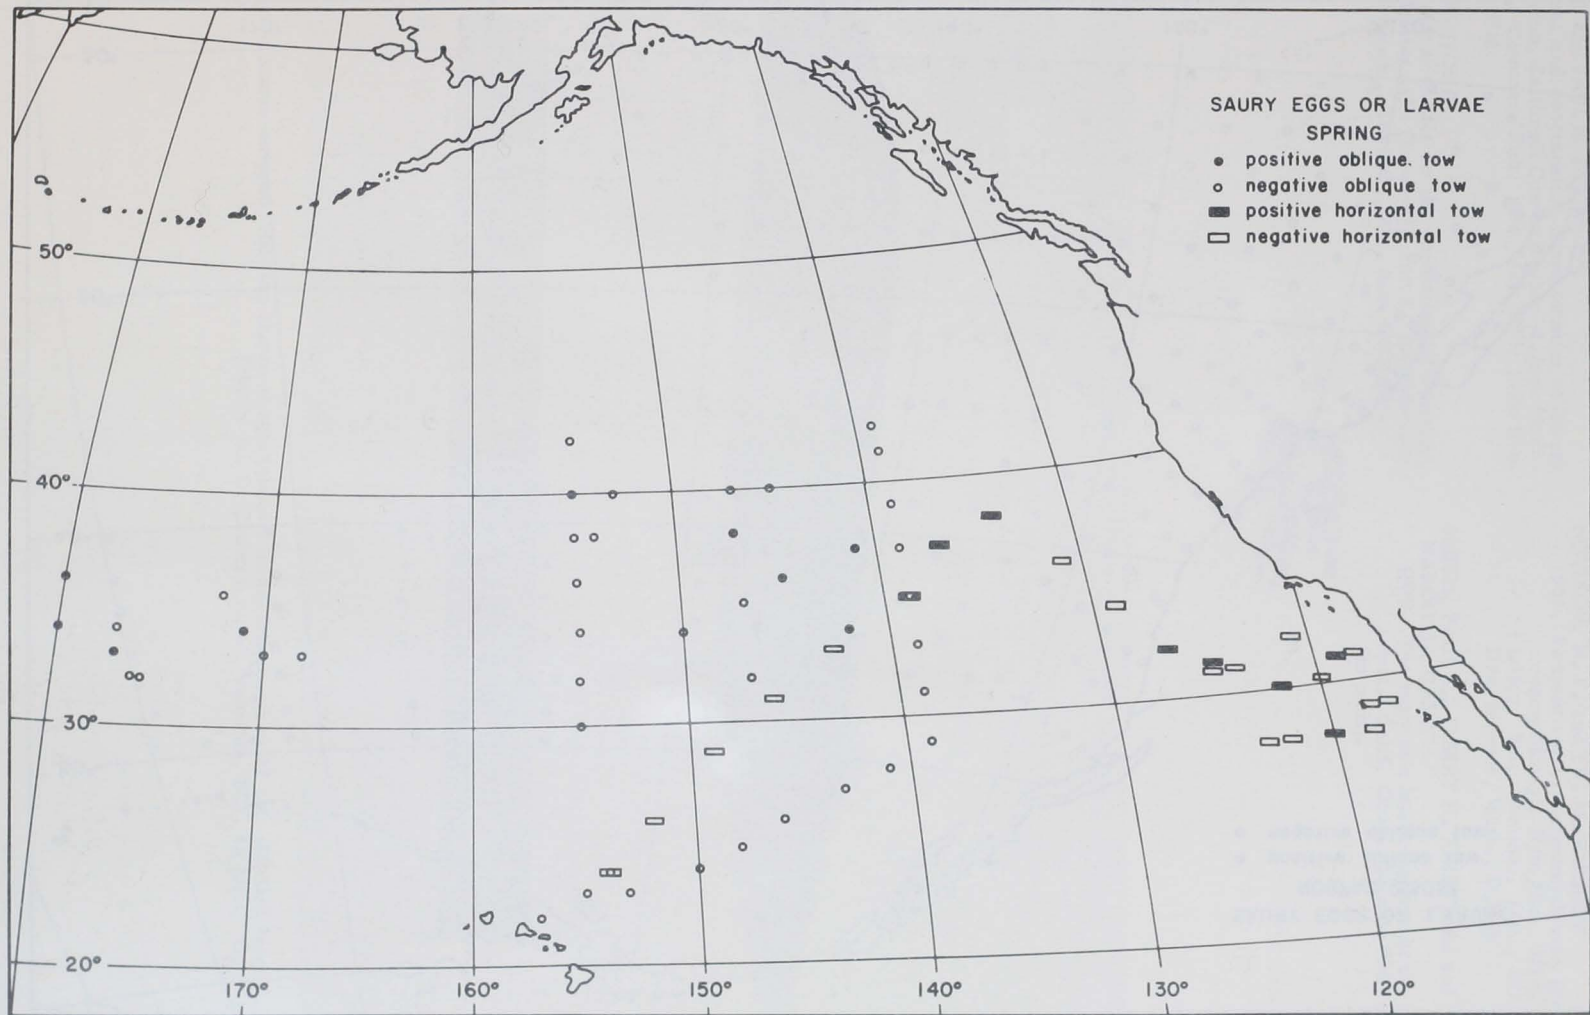 SAURY EGGS OR LARVAE
SPRING
positive oblique. tow
negative oblique tow
positive horizontal tow
negative horizontal tow
50°
40°
30°
20°
170°
160°
150°
140°
130°
120°